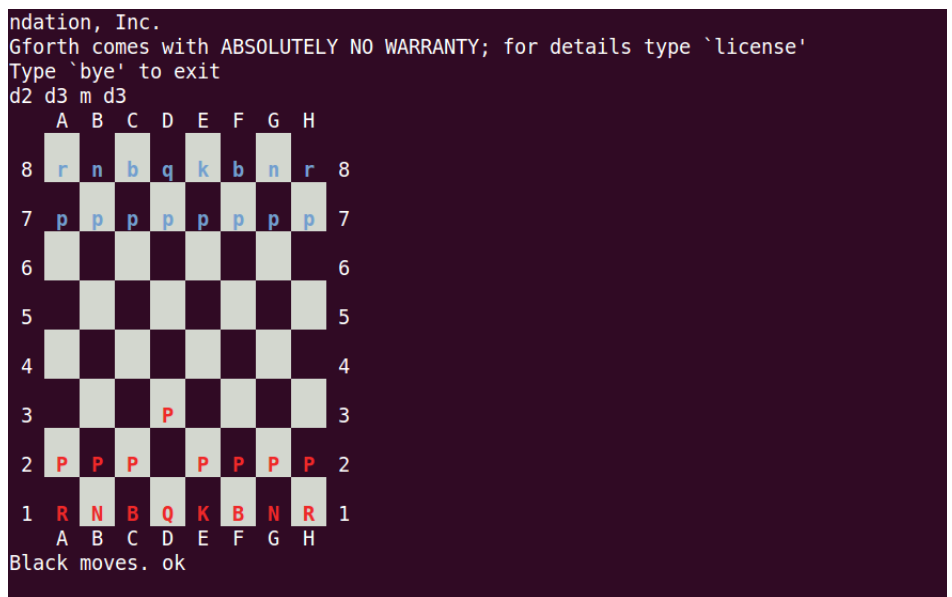 ndation, Inc.
Gforth comes with ABSOLUTELY NO WARRANTY; for details type `license'
Type `bye' to exit
d2 d3 m d3
A B C D E F G H
8 r n b q k b n r 8
7 p p p p p p p p 7
6 6
5 5
4 4
3 P 3
2 P P P P P P P 2
1 R N B Q K B N R 1
A B C D E F G H
Black moves. ok